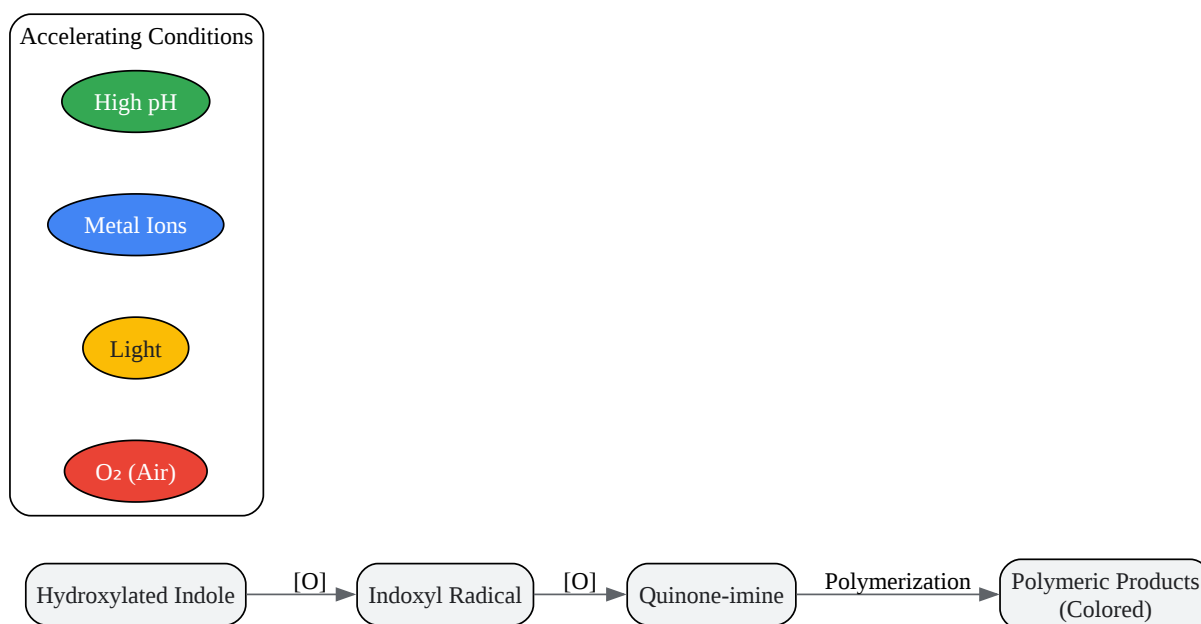 Accelerating Conditions
High pH
Metal Ions
Light
O₂ (Air)
Hydroxylated Indole
[O]
Indoxyl Radical
[O]
Quinone-imine
Polymerization
Polymeric Products
(Colored)